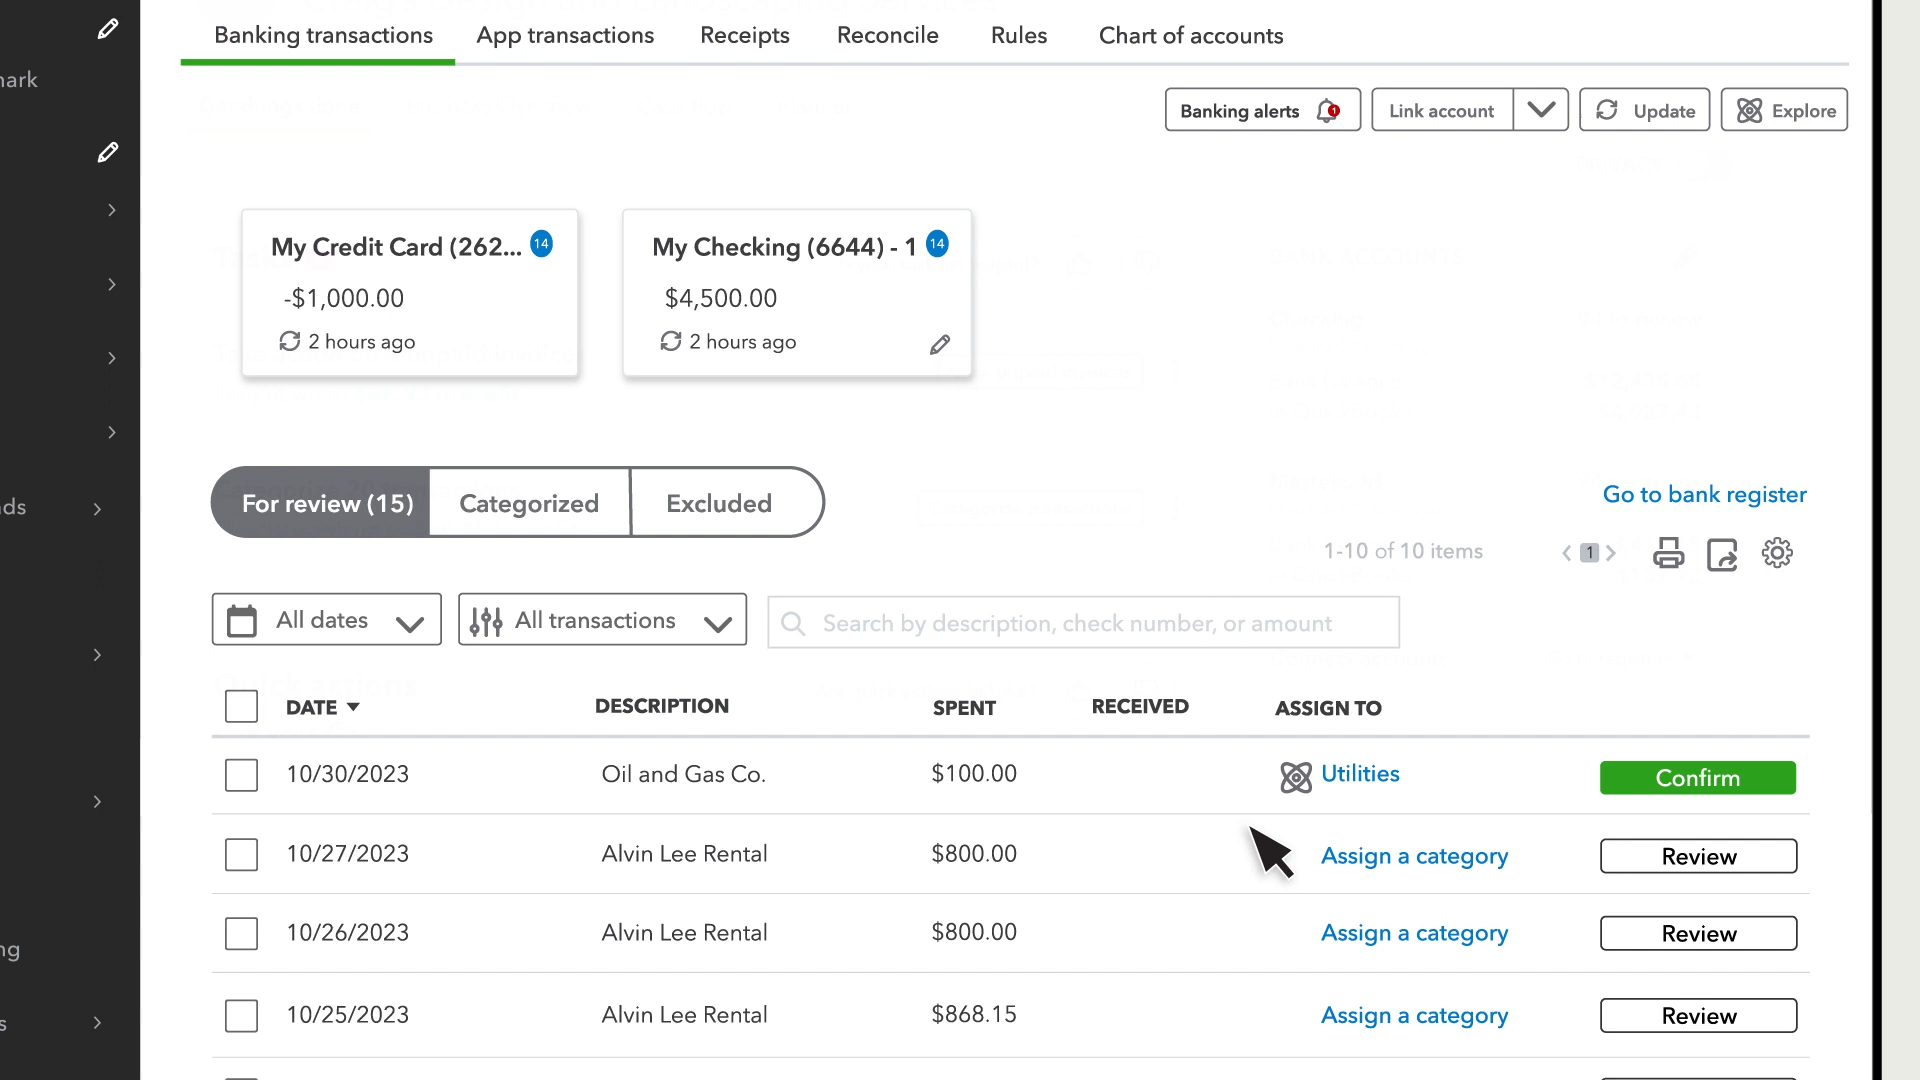 Banking transactions App transactions Receipts Reconcile Rules Chart of accounts
Banking alerts 1 Link account Update Explore
My Credit Card (262... 14
-$1,000.00
2 hours ago
My Checking (6644) - 1 14
$4,500.00
2 hours ago
For review (15) Categorized Excluded
Go to bank register
1-10 of 10 items 1
All dates All transactions Search by description, check number, or amount
DATE DESCRIPTION SPENT RECEIVED ASSIGN TO
10/30/2023 Oil and Gas Co. $100.00 Utilities Confirm
10/27/2023 Alvin Lee Rental $800.00 Assign a category Review
10/26/2023 Alvin Lee Rental $800.00 Assign a category Review
10/25/2023 Alvin Lee Rental $868.15 Assign a category Review